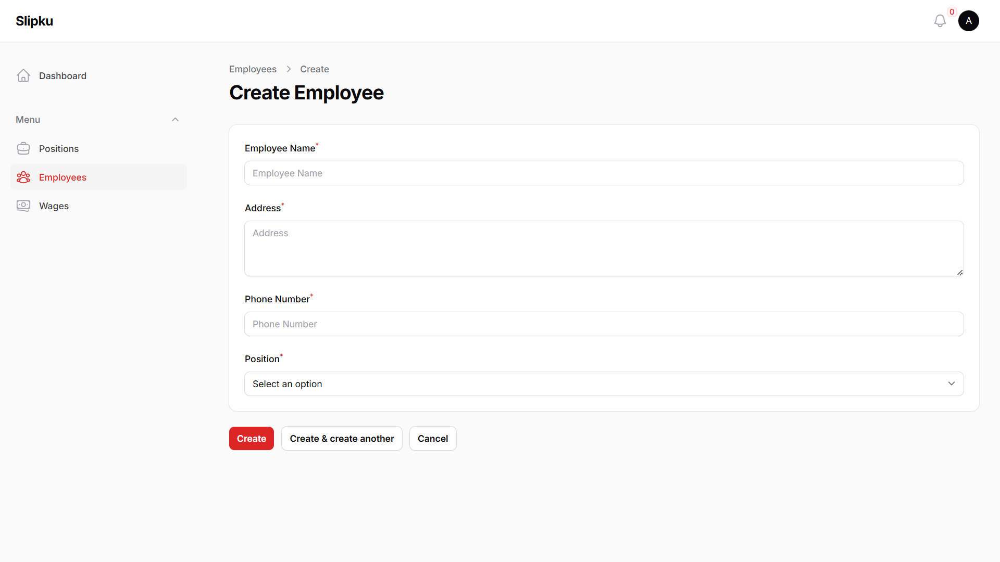 Slipku
0
A
Dashboard
Menu
Positions
Employees
Wages
Employees > Create
Create Employee
Employee Name*
Employee Name
Address*
Address
Phone Number*
Phone Number
Position*
Select an option
Create
Create & create another
Cancel